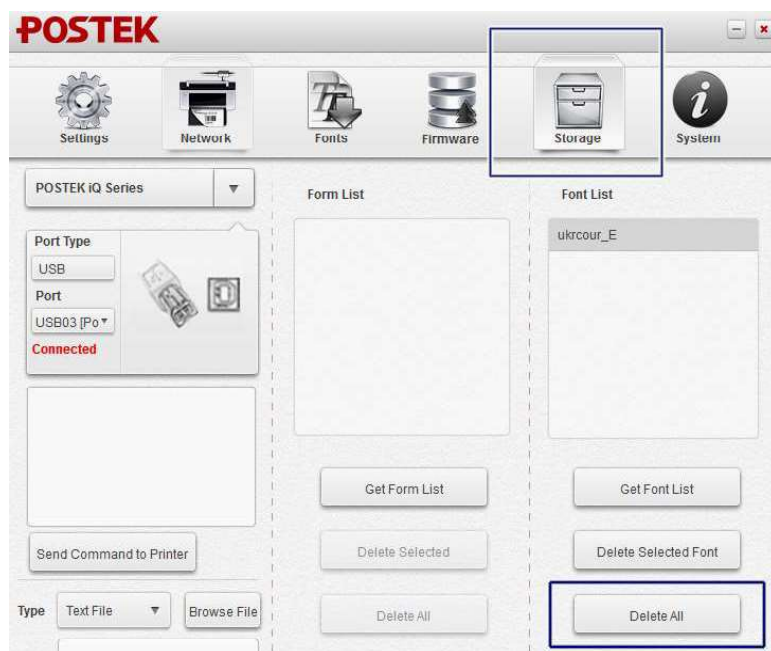 POSTEK
Settings
Network
Fonts
Firmware
Storage
System
POSTEK iQ Series
Port Type
USB
Port
USB03 [Po
Connected
Send Command to Printer
Type
Text File
Browse File
Form List
Get Form List
Delete Selected
Delete All
Font List
ukrcour_E
Get Font List
Delete Selected Font
Delete All